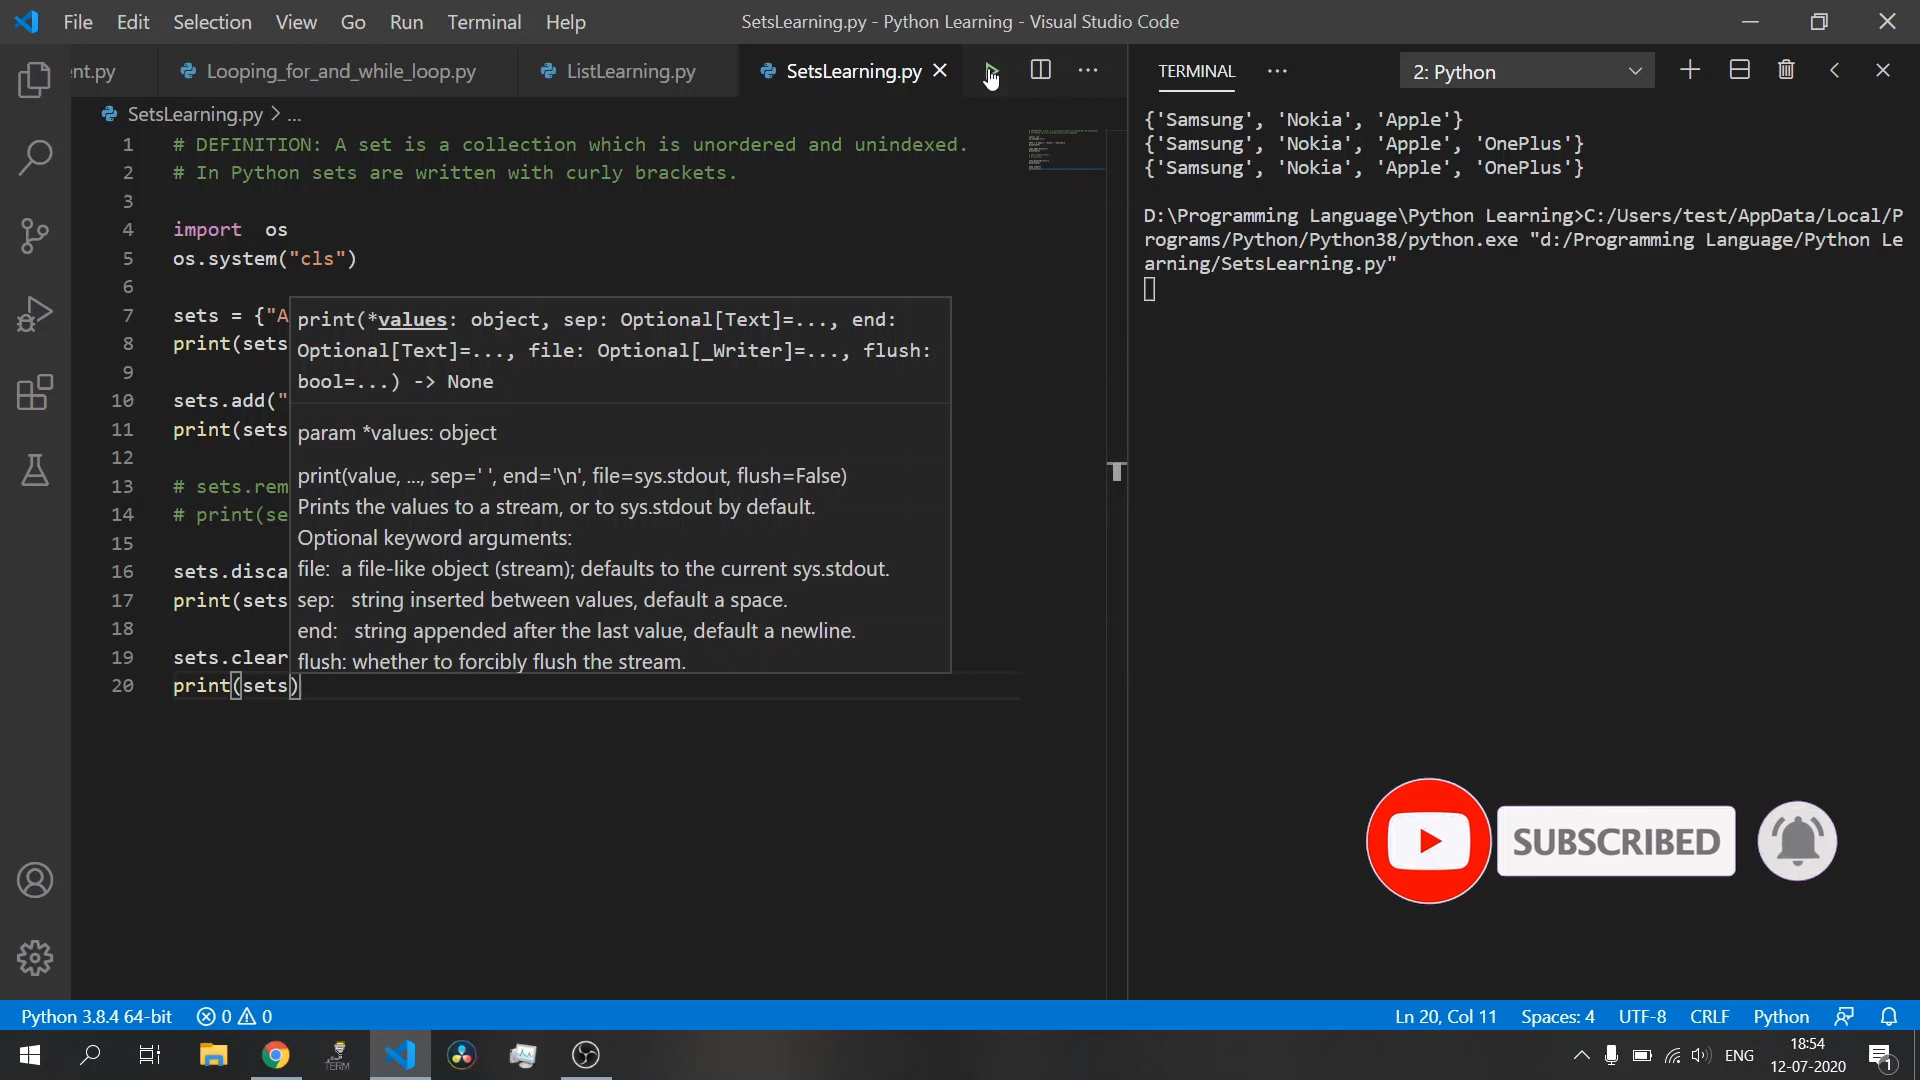 File Edit Selection View Go Run Terminal Help SetsLearning.py - Python Learning - Visual Studio Code
nt.py Looping_for_and_while_loop.py ListLearning.py SetsLearning.py
SetsLearning.py > ...
1 # DEFINITION: A set is a collection which is unordered and unindexed.
2 # In Python sets are written with curly brackets.
3
4 import os
5 os.system("cls")
6
7 sets = {"A
8 print(sets
9
10 sets.add("
11 print(sets
12
13 # sets.rem
14 # print(se
15
16 sets.disca
17 print(sets
18
19 sets.clear
20 print(sets)
print(*values: object, sep: Optional[Text]=..., end:
Optional[Text]=..., file: Optional[_Writer]=..., flush:
bool=...) -> None
param *values: object
print(value, ..., sep=' ', end='\n', file=sys.stdout, flush=False)
Prints the values to a stream, or to sys.stdout by default.
Optional keyword arguments:
file: a file-like object (stream); defaults to the current sys.stdout.
sep: string inserted between values, default a space.
end: string appended after the last value, default a newline.
flush: whether to forcibly flush the stream.
TERMINAL ... 2: Python
{'Samsung', 'Nokia', 'Apple'}
{'Samsung', 'Nokia', 'Apple', 'OnePlus'}
{'Samsung', 'Nokia', 'Apple', 'OnePlus'}
D:\Programming Language\Python Learning>C:/Users/test/AppData/Local/P
rograms/Python/Python38/python.exe "d:/Programming Language/Python Le
arning/SetsLearning.py"
SUBSCRIBED
Python 3.8.4 64-bit 0 0 Ln 20, Col 11 Spaces: 4 UTF-8 CRLF Python
TERM
ENG
18:54
12-07-2020
1